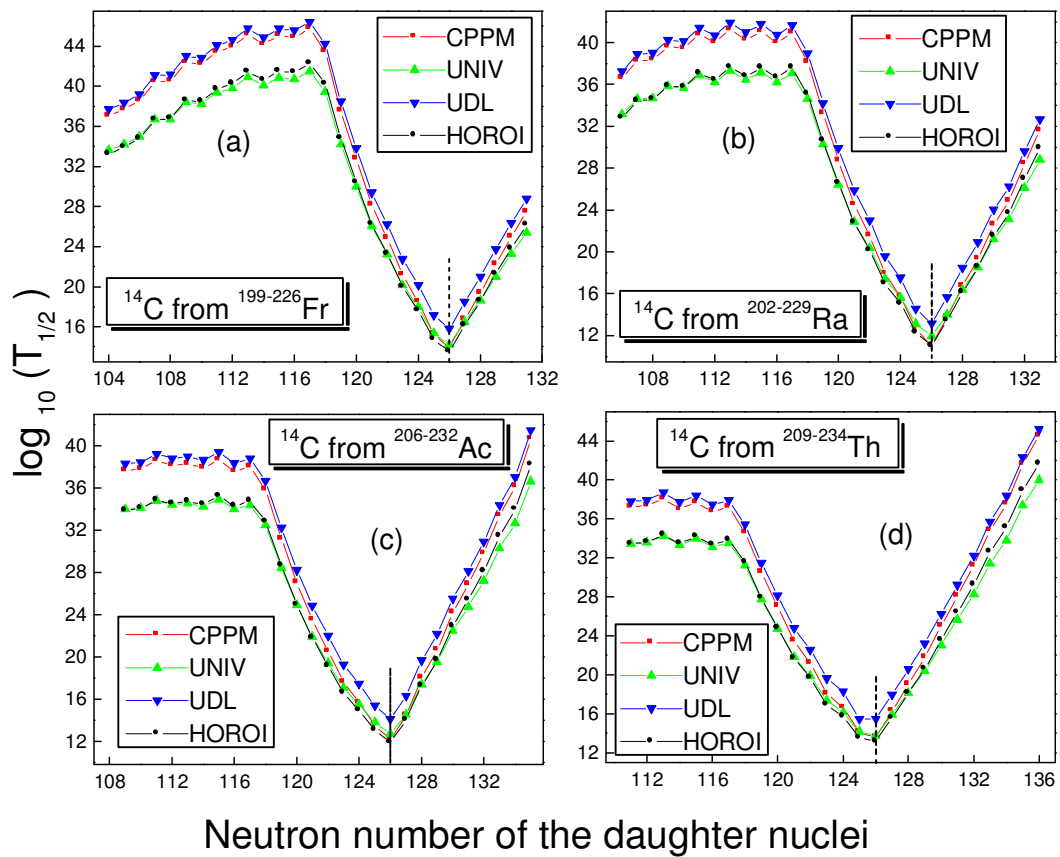 44
40
36
32
28
24
20
16
CPPM
UNIV
UDL
HOROI
(a)
¹⁴C from ¹⁹⁹⁻²²⁶Fr
104 108 112 116 120 124 128 132
40
36
32
28
24
20
16
12
CPPM
UNIV
UDL
HOROI
(b)
¹⁴C from ²⁰²⁻²²⁹Ra
108 112 116 120 124 128 132
log ₁₀ (T₁/₂)
40
36
32
28
24
20
16
12
¹⁴C from ²⁰⁶⁻²³²Ac
(c)
CPPM
UNIV
UDL
HOROI
108 112 116 120 124 128 132
44
40
36
32
28
24
20
16
12
¹⁴C from ²⁰⁹⁻²³⁴Th
(d)
CPPM
UNIV
UDL
HOROI
112 116 120 124 128 132 136
Neutron number of the daughter nuclei